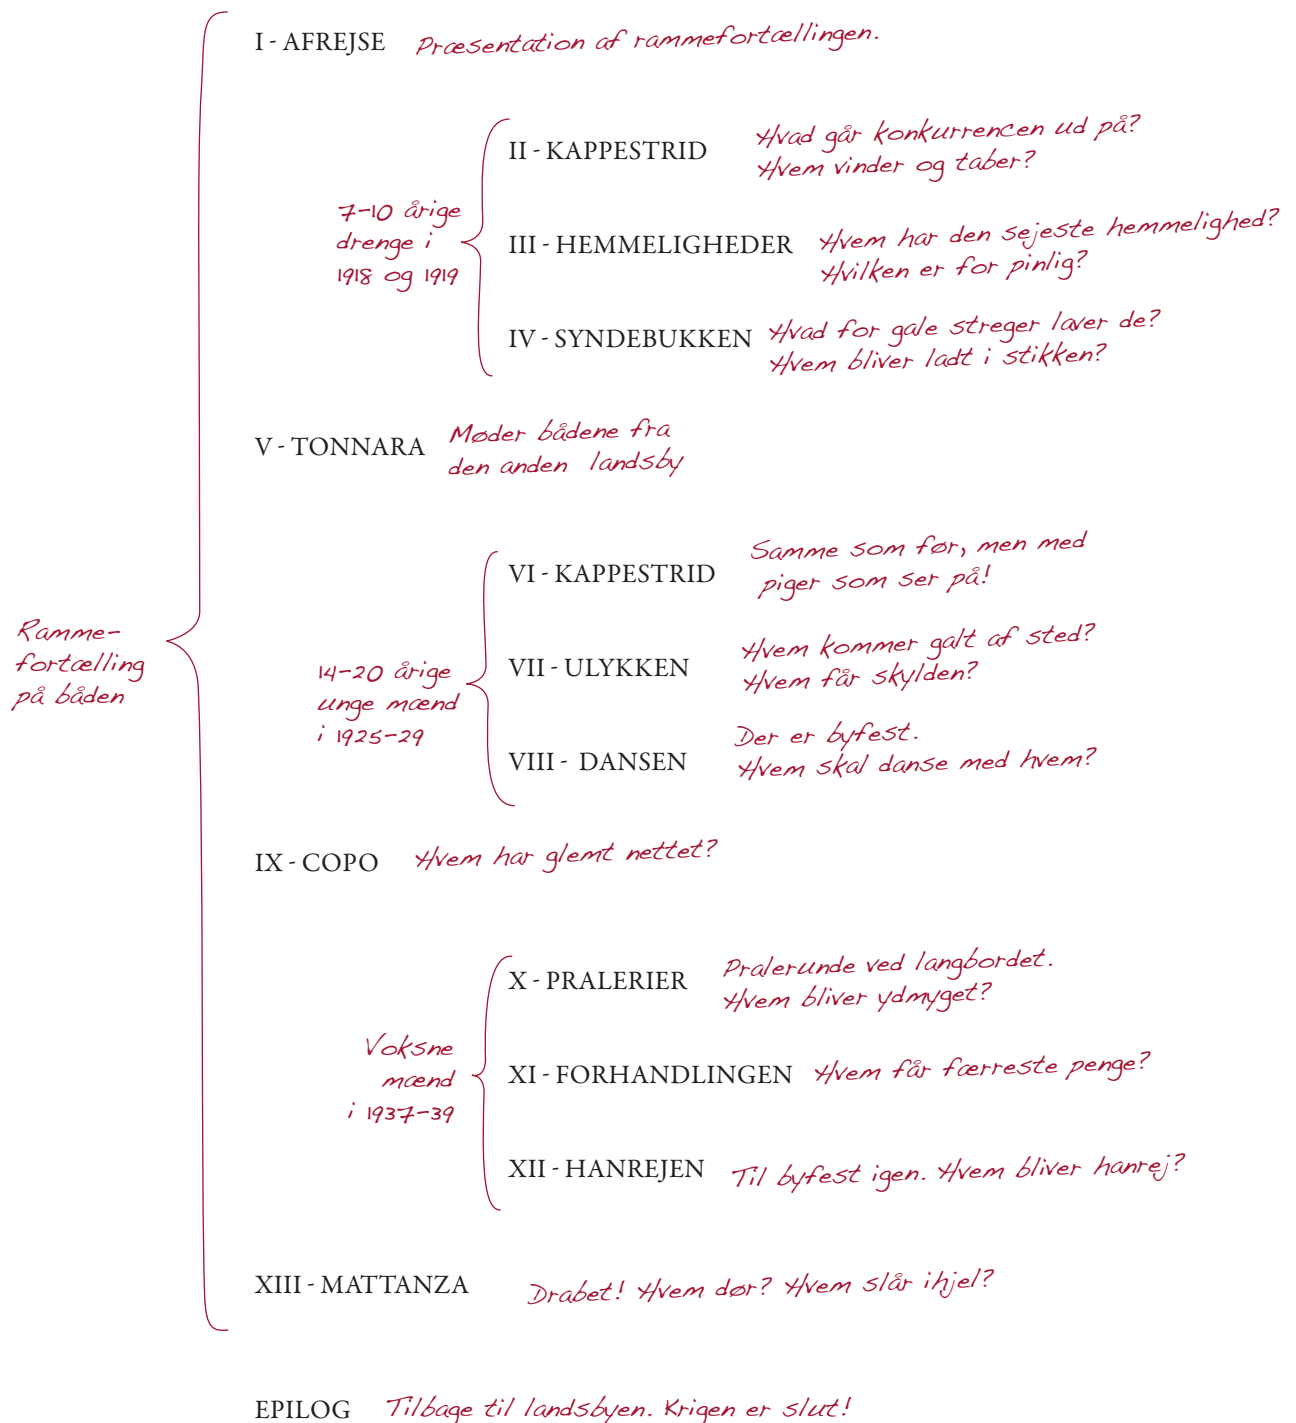 I - AFREJSE Præsentation af rammefortællingen.
7-10 årige
drenge i
1918 og 1919
II - KAPPESTRID
Hvad går konkurrencen ud på?
Hvem vinder og taber?
III - HEMMELIGHEDER
Hvem har den sejeste hemmelighed?
Hvilken er for pinlig?
IV - SYNDEBUKKEN
Hvad for gale streger laver de?
Hvem bliver ladt i stikken?
V - TONNARA
Møder bådene fra
den anden landsby
Ramme-
fortælling
på båden
14-20 årige
unge mænd
i 1925-29
VI - KAPPESTRID
Samme som før, men med
piger som ser på!
VII - ULYKKEN
Hvem kommer galt af sted?
Hvem får skylden?
VIII - DANSEN
Der er byfest.
Hvem skal danse med hvem?
IX - COPO Hvem har glemt nettet?
Voksne
mænd
i 1937-39
X - PRALERIER
Pralerunde ved langbordet.
Hvem bliver ydmyget?
XI - FORHANDLINGEN Hvem får færreste penge?
XII - HANREJEN Til byfest igen. Hvem bliver hanrej?
XIII - MATTANZA Drabet! Hvem dør? Hvem slår ihjel?
EPILOG Tilbage til landsbyen. Krigen er slut!